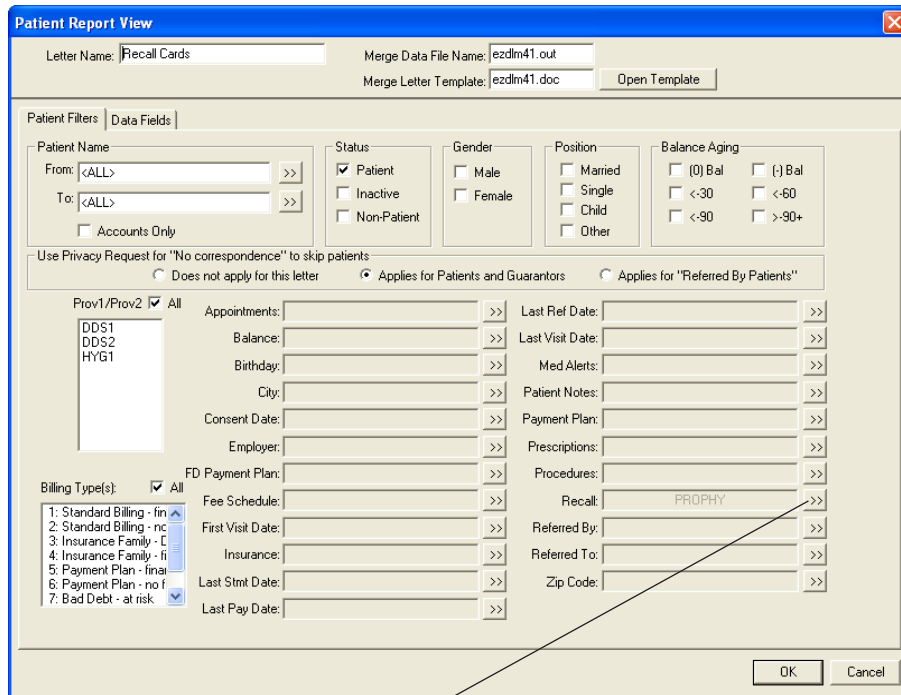 Patient Report View
Letter Name: Recall Cards Merge Data File Name: ezdlm41.out
Merge Letter Template: ezdlm41.doc Open Template
Patient Filters Data Fields
Patient Name Status Gender Position Balance Aging
From: <ALL> >> Patient Male Married (0) Bal (-) Bal
To: <ALL> >> Inactive Female Single <-30 <-60
Accounts Only Non-Patient Child <-90 >-90+
Other
Use Privacy Request for "No correspondence" to skip patients
Does not apply for this letter Applies for Patients and Guarantors Applies for "Referred By Patients"
Prov1/Prov2 All
DDS1
DDS2
HYG1
Billing Type(s): All
1: Standard Billing - fin
2: Standard Billing - no
3: Insurance Family - D
4: Insurance Family - fi
5: Payment Plan - finar
6: Payment Plan - no f
7: Bad Debt - at risk
Appointments: >> Last Ref Date: >>
Balance: >> Last Visit Date: >>
Birthday: >> Med Alerts: >>
City: >> Patient Notes: >>
Consent Date: >> Payment Plan: >>
Employer: >> Prescriptions: >>
FD Payment Plan: >> Procedures: >>
Fee Schedule: >> Recall: PROPHY >>
First Visit Date: >> Referred By: >>
Insurance: >> Referred To: >>
Last Stmt Date: >> Zip Code: >>
Last Pay Date: >>
OK Cancel